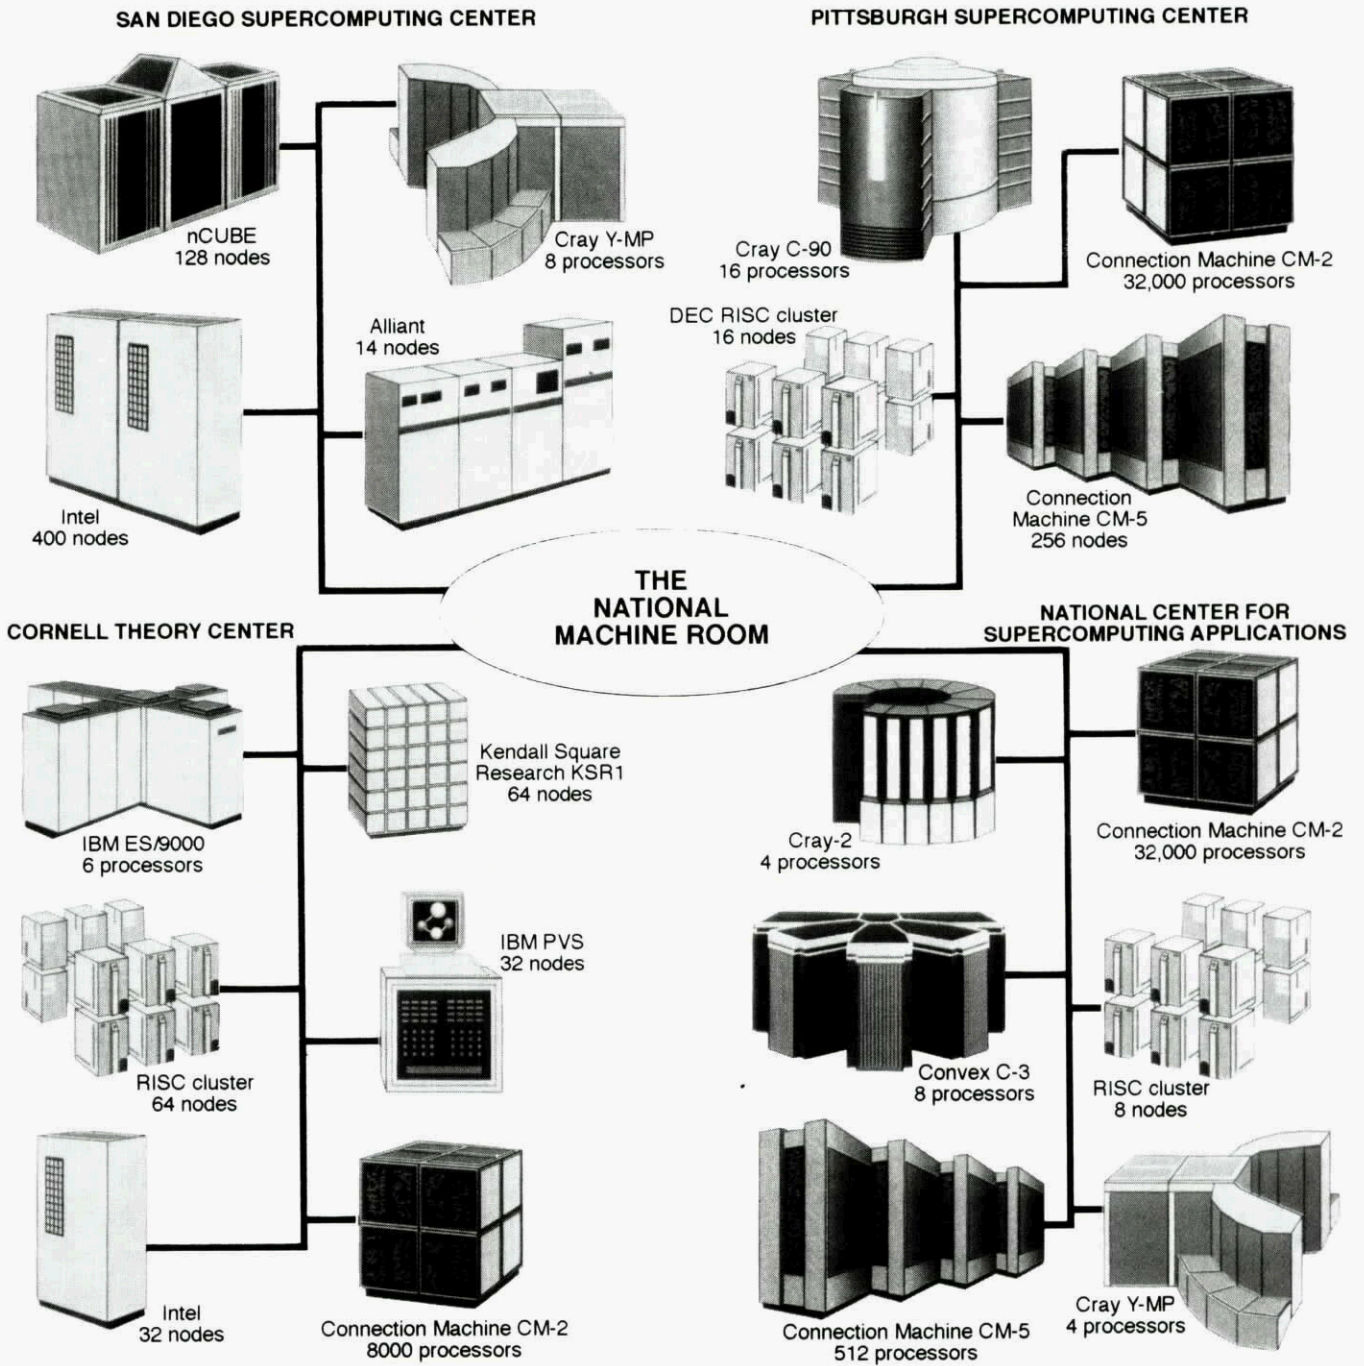 SAN DIEGO SUPERCOMPUTING CENTER
nCUBE
128 nodes
Cray Y-MP
8 processors
Intel
400 nodes
Alliant
14 nodes
PITTSBURGH SUPERCOMPUTING CENTER
Cray C-90
16 processors
Connection Machine CM-2
32,000 processors
DEC RISC cluster
16 nodes
Connection
Machine CM-5
256 nodes
THE
NATIONAL
MACHINE ROOM
CORNELL THEORY CENTER
IBM ES/9000
6 processors
Kendall Square
Research KSR1
64 nodes
RISC cluster
64 nodes
IBM PVS
32 nodes
Intel
32 nodes
Connection Machine CM-2
8000 processors
NATIONAL CENTER FOR
SUPERCOMPUTING APPLICATIONS
Cray-2
4 processors
Connection Machine CM-2
32,000 processors
Convex C-3
8 processors
RISC cluster
8 nodes
Connection Machine CM-5
512 processors
Cray Y-MP
4 processors